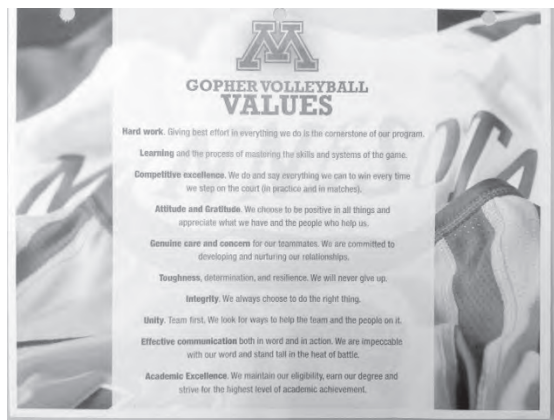 M
GOPHER VOLLEYBALL
VALUES
Hard work. Giving best effort in everything we do is the cornerstone of our program.
Learning and the process of mastering the skills and systems of the game.
Competitive excellence. We do and say everything we can to win every time
we step on the court (in practice and in matches).
Attitude and Gratitude. We choose to be positive in all things and
appreciate what we have and the people who help us.
Genuine care and concern for our teammates. We are committed to
developing and nurturing our relationships.
Toughness, determination, and resilience. We will never give up.
Integrity. We always choose to do the right thing.
Unity. Team first. We look for ways to help the team and the people on it.
Effective communication both in word and in action. We are impeccable
with our word and stand tall in the heat of battle.
Academic Excellence. We maintain our eligibility, earn our degree and
strive for the highest level of academic achievement.